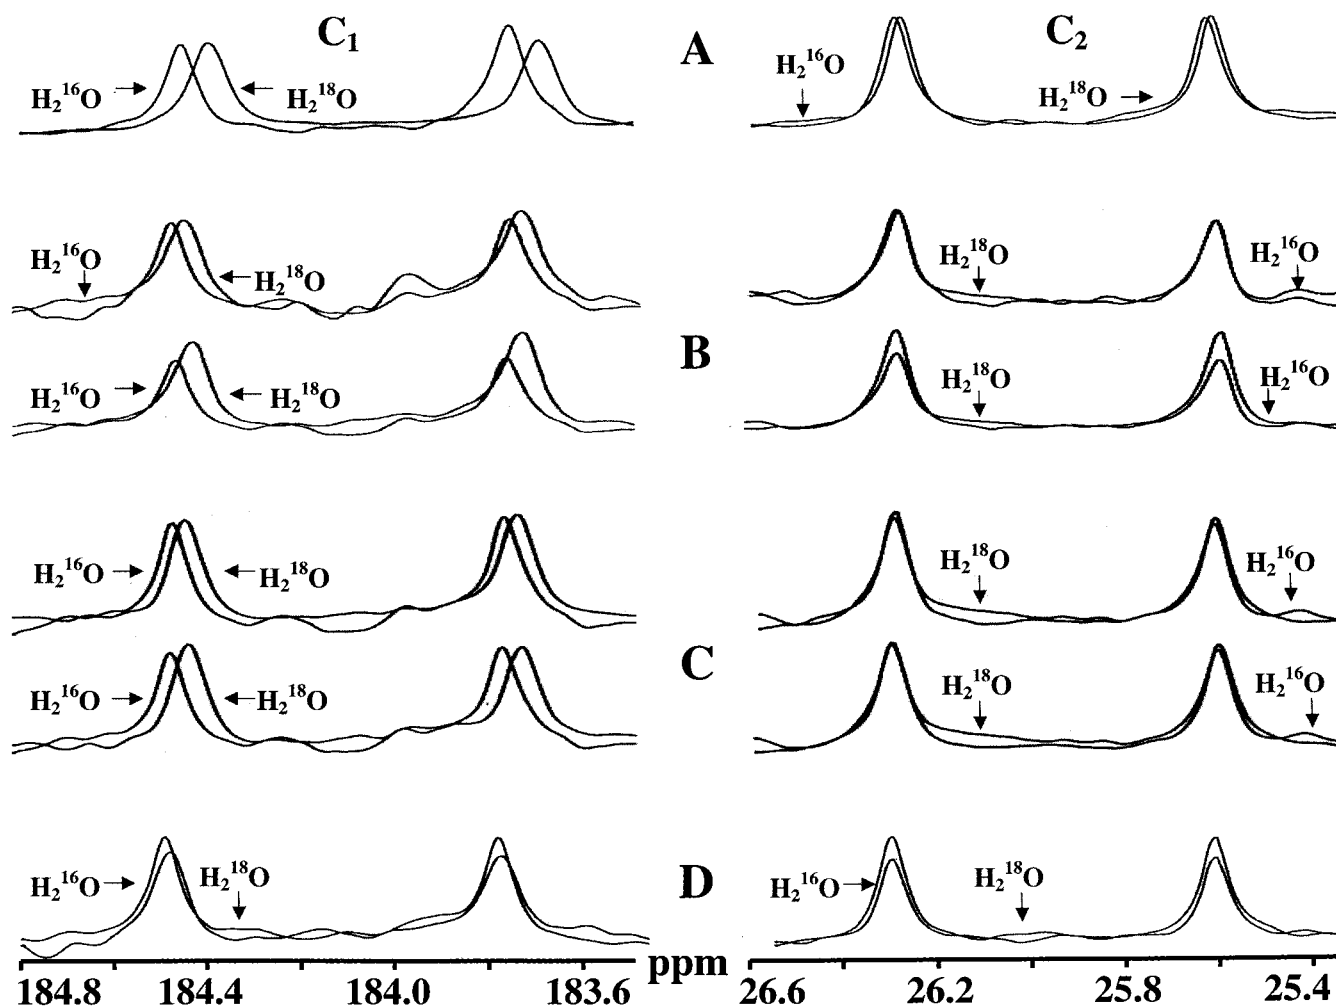 C₁ A C₂
H₂¹⁶O H₂¹⁸O H₂¹⁶O H₂¹⁸O
H₂¹⁶O H₂¹⁸O H₂¹⁸O H₂¹⁶O
B
H₂¹⁶O H₂¹⁸O H₂¹⁸O H₂¹⁶O
H₂¹⁶O H₂¹⁸O H₂¹⁸O H₂¹⁶O
C
H₂¹⁶O H₂¹⁸O H₂¹⁸O H₂¹⁶O
D
H₂¹⁶O H₂¹⁸O H₂¹⁶O H₂¹⁸O
ppm
184.8 184.4 184.0 183.6 26.6 26.2 25.8 25.4